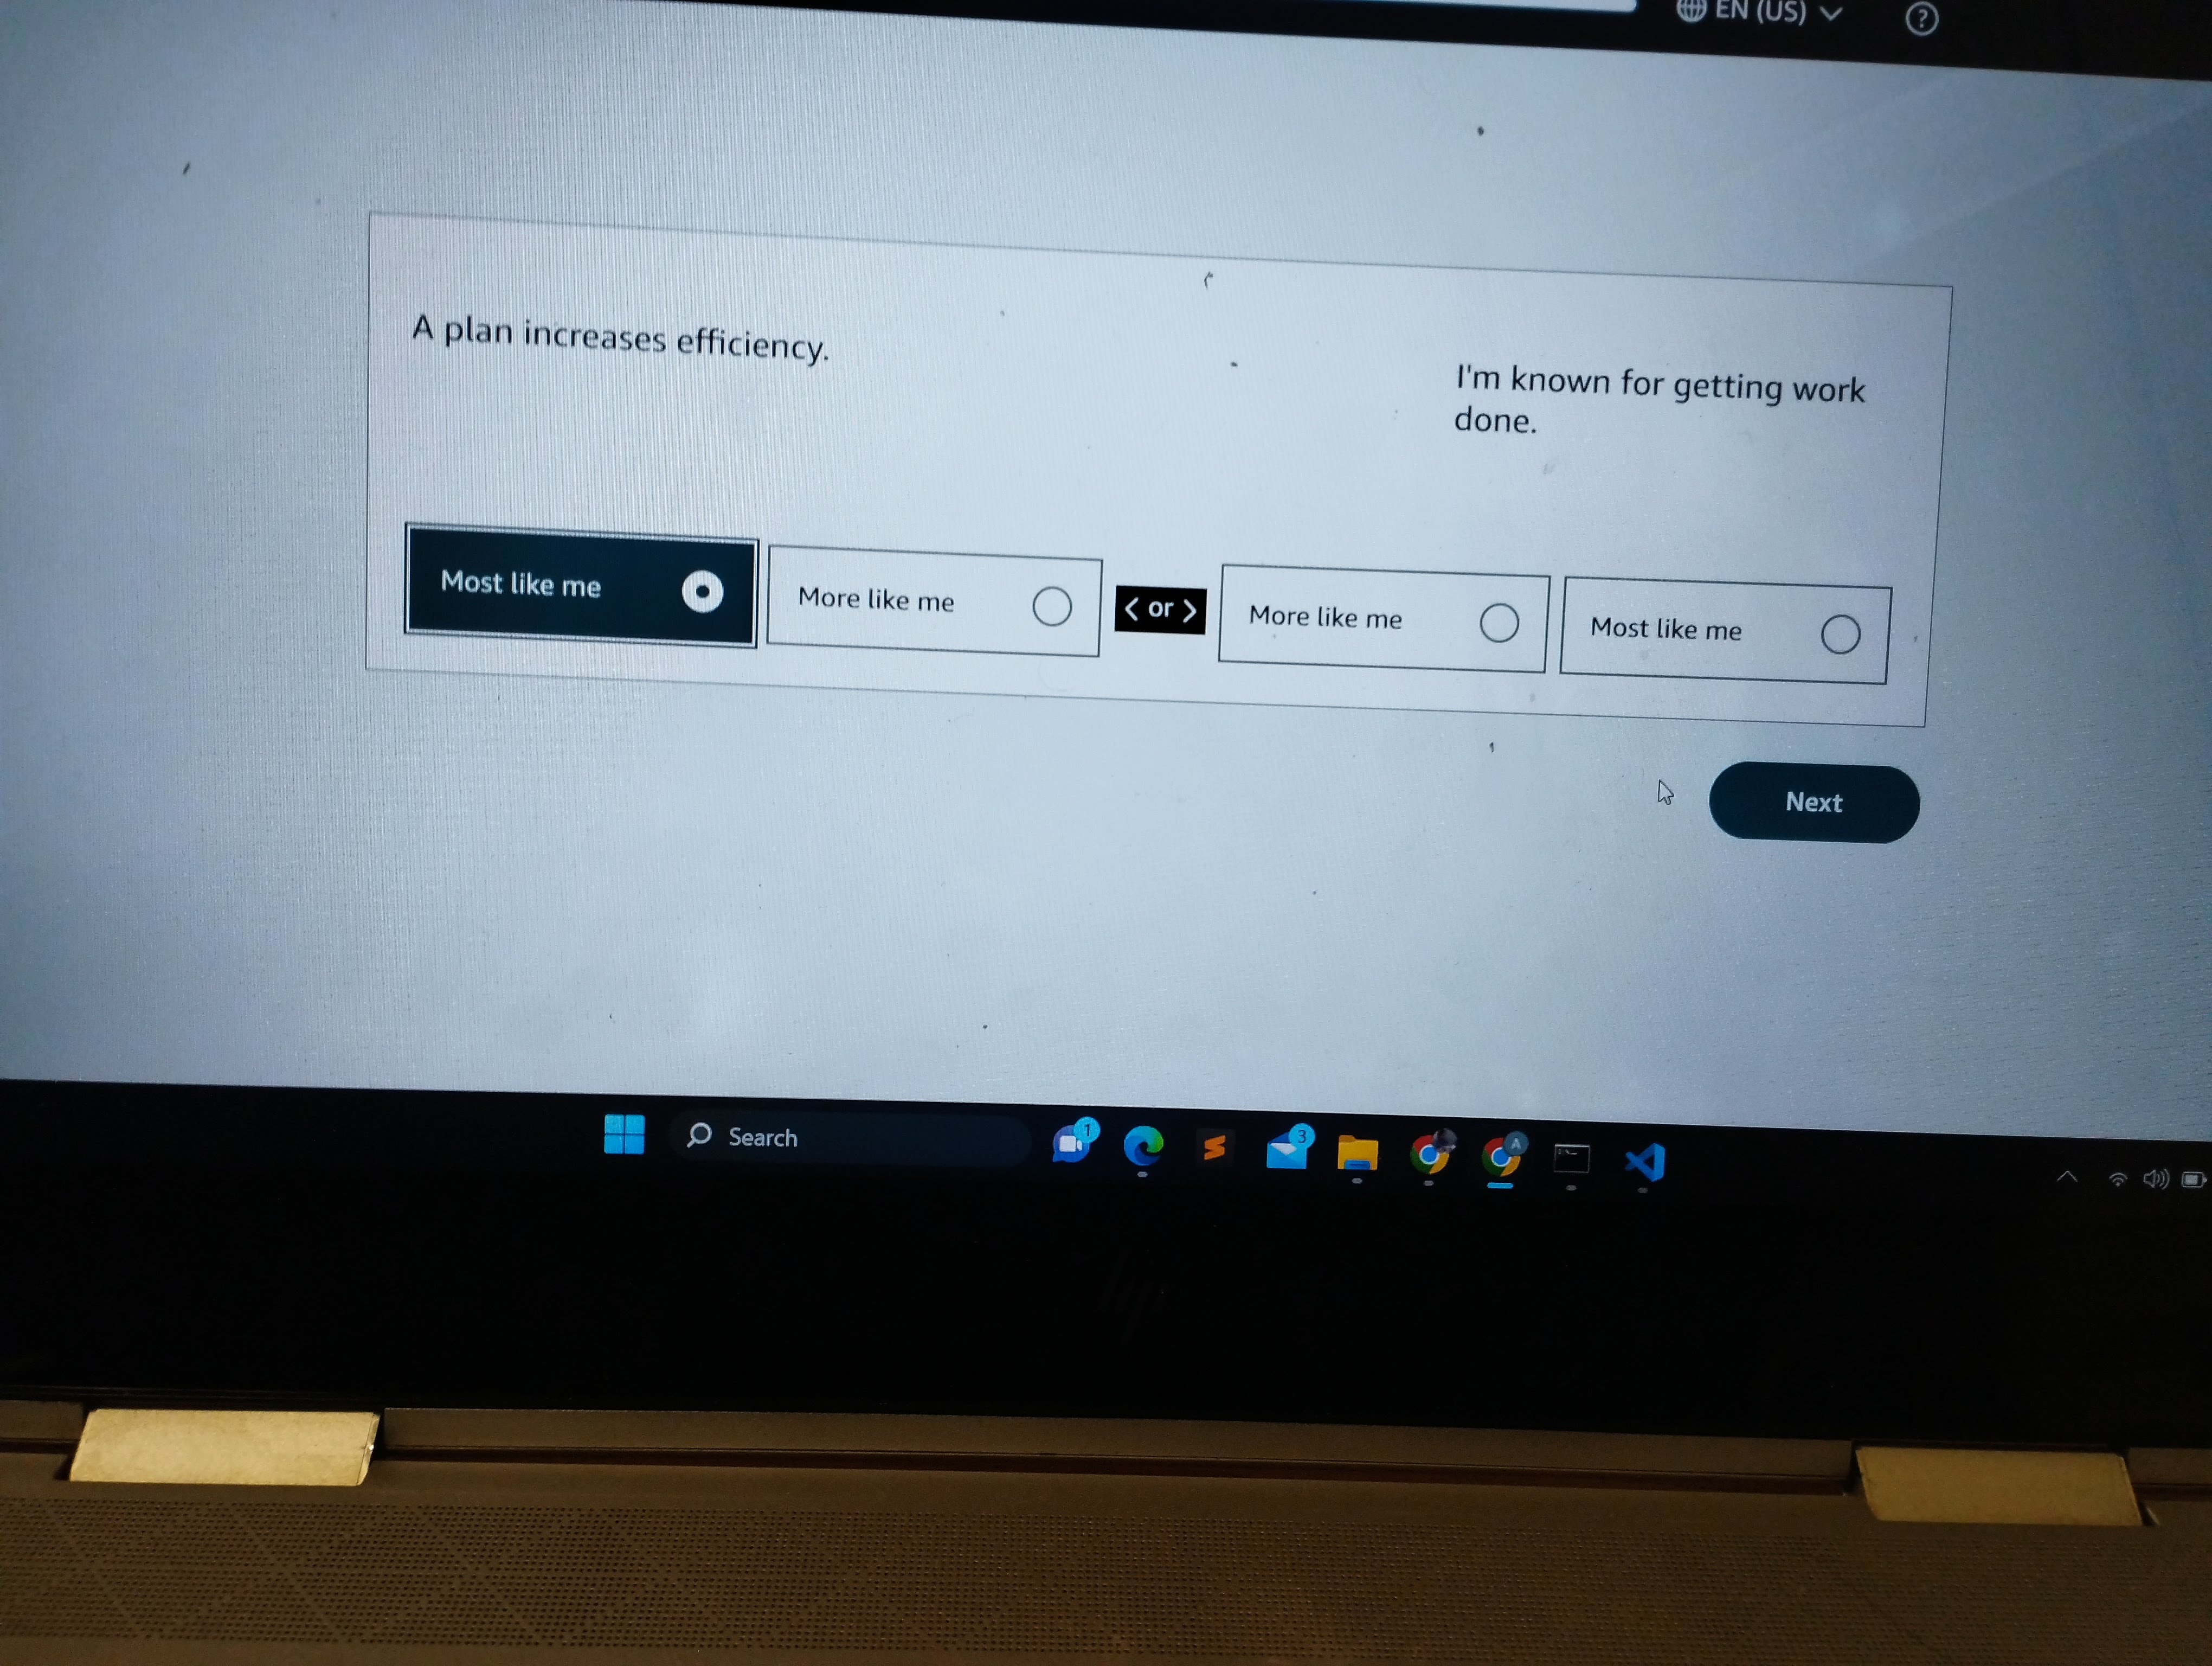 EN (US)
?
A plan increases efficiency.
I'm known for getting work
done.
Most like me
More like me
< or >
More like me
Most like me
Next
Search
1
3
A